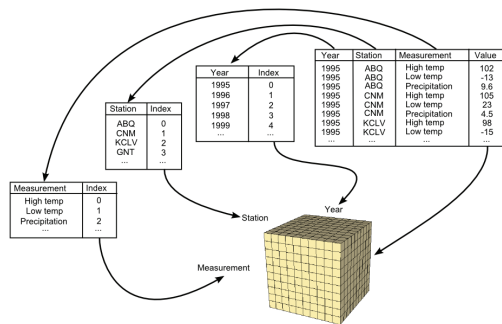 Year Station Measurement Value
1995 ABQ High temp 102
1995 ABQ Low temp -13
1995 ABQ Precipitation 9.6
1995 CNM High temp 105
1995 CNM Low temp 23
1995 CNM Precipitation 4.5
1995 KCLV High temp 98
1995 KCLV Low temp -15
... ... ... ...
Year Index
1995 0
1996 1
1997 2
1998 3
1999 4
... ...
Station Index
ABQ 0
CNM 1
KCLV 2
GNT 3
... ...
Measurement Index
High temp 0
Low temp 1
Precipitation 2
... ...
Year
Station
Measurement